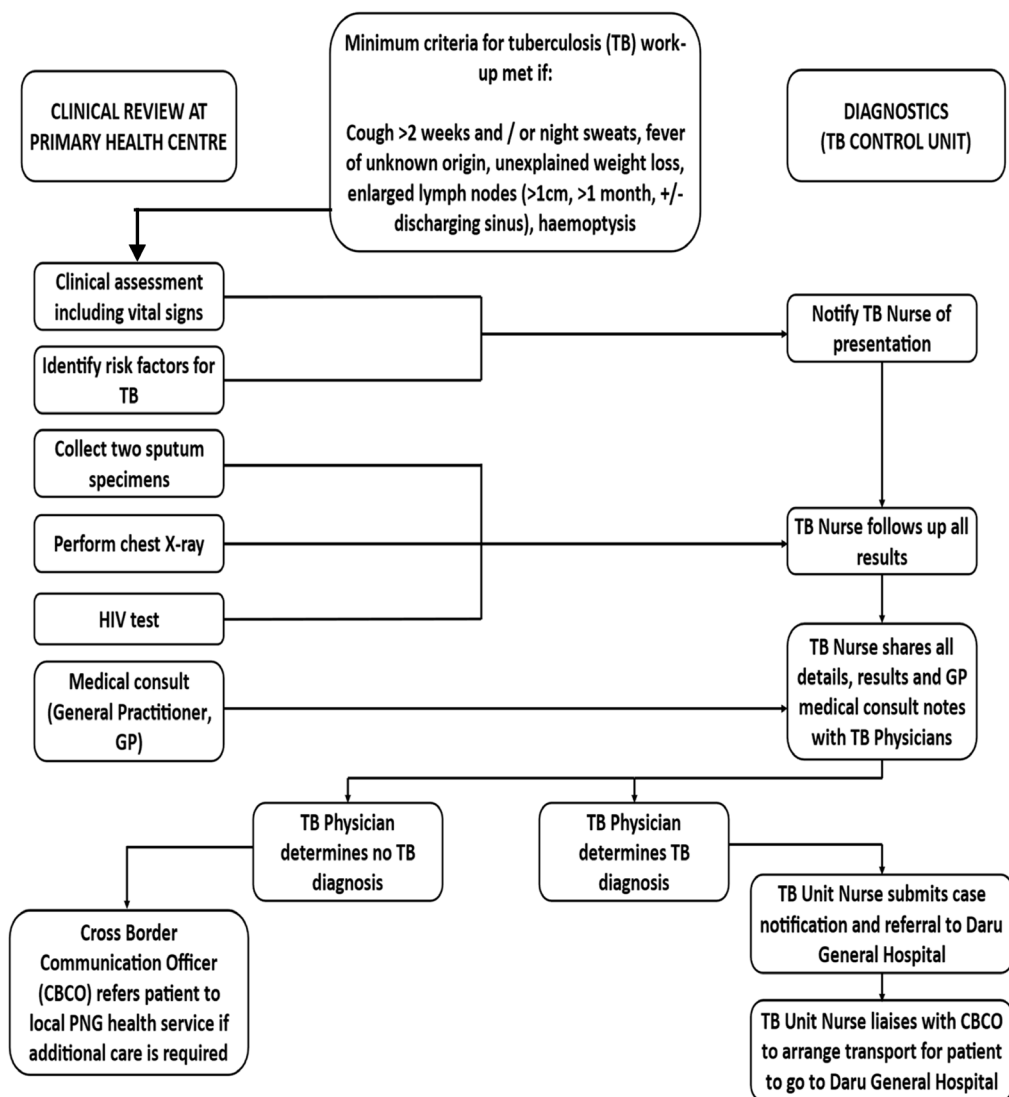 Minimum criteria for tuberculosis (TB) work-
up met if:
Cough >2 weeks and / or night sweats, fever
of unknown origin, unexplained weight loss,
enlarged lymph nodes (>1cm, >1 month, +/-
discharging sinus), haemoptysis
CLINICAL REVIEW AT
PRIMARY HEALTH CENTRE
DIAGNOSTICS
(TB CONTROL UNIT)
Clinical assessment
including vital signs
Notify TB Nurse of
presentation
Identify risk factors for
TB
Collect two sputum
specimens
Perform chest X-ray
TB Nurse follows up all
results
HIV test
Medical consult
(General Practitioner,
GP)
TB Nurse shares all
details, results and GP
medical consult notes
with TB Physicians
TB Physician
determines no TB
diagnosis
TB Physician
determines TB
diagnosis
Cross Border
Communication Officer
(CBCO) refers patient to
local PNG health service if
additional care is required
TB Unit Nurse submits case
notification and referral to Daru
General Hospital
TB Unit Nurse liaises with CBCO
to arrange transport for patient
to go to Daru General Hospital